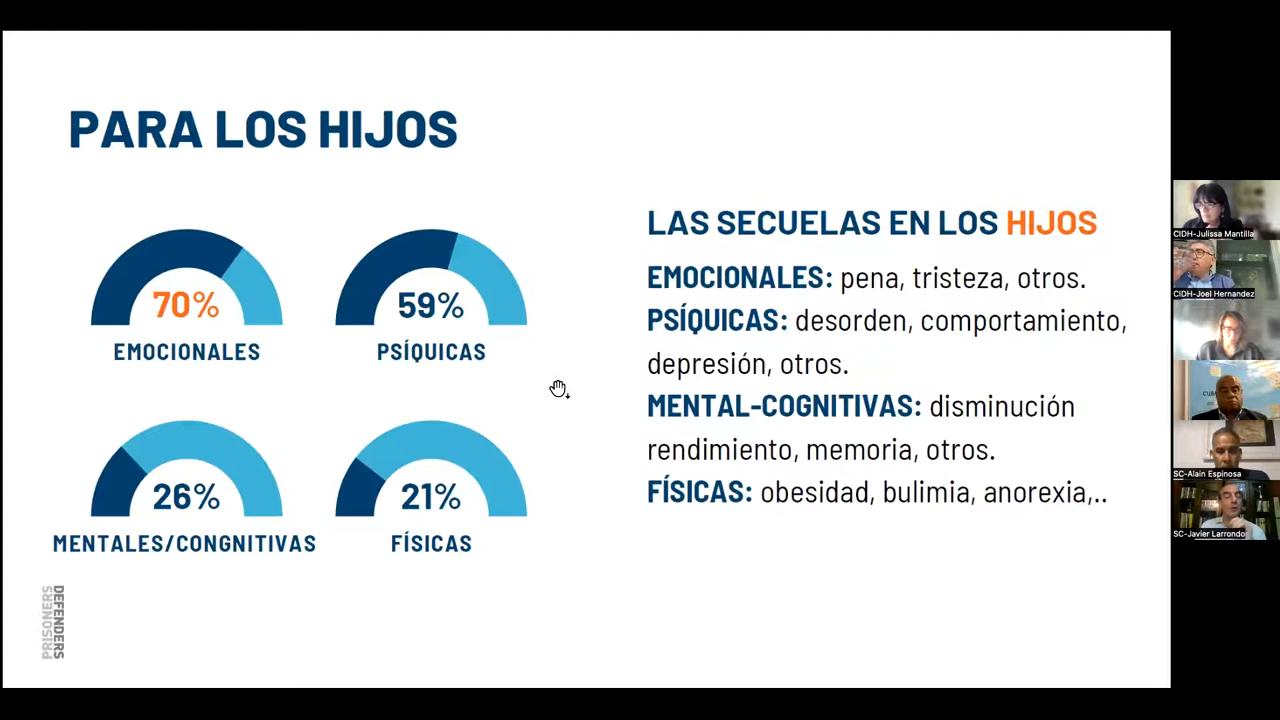 PARA LOS HIJOS
70%
EMOCIONALES
59%
PSÍQUICAS
26%
MENTALES/CONGNITIVAS
21%
FÍSICAS
LAS SECUELAS EN LOS HIJOS
EMOCIONALES: pena, tristeza, otros.
PSÍQUICAS: desorden, comportamiento,
depresión, otros.
MENTAL-COGNITIVAS: disminución
rendimiento, memoria, otros.
FÍSICAS: obesidad, bulimia, anorexia,..
PRISONERS
DEFENDERS
CIDH-Julissa Mantilla
CIDH-Joel Hernandez
SC-Alain Espinosa
SC-Javier Larrondo